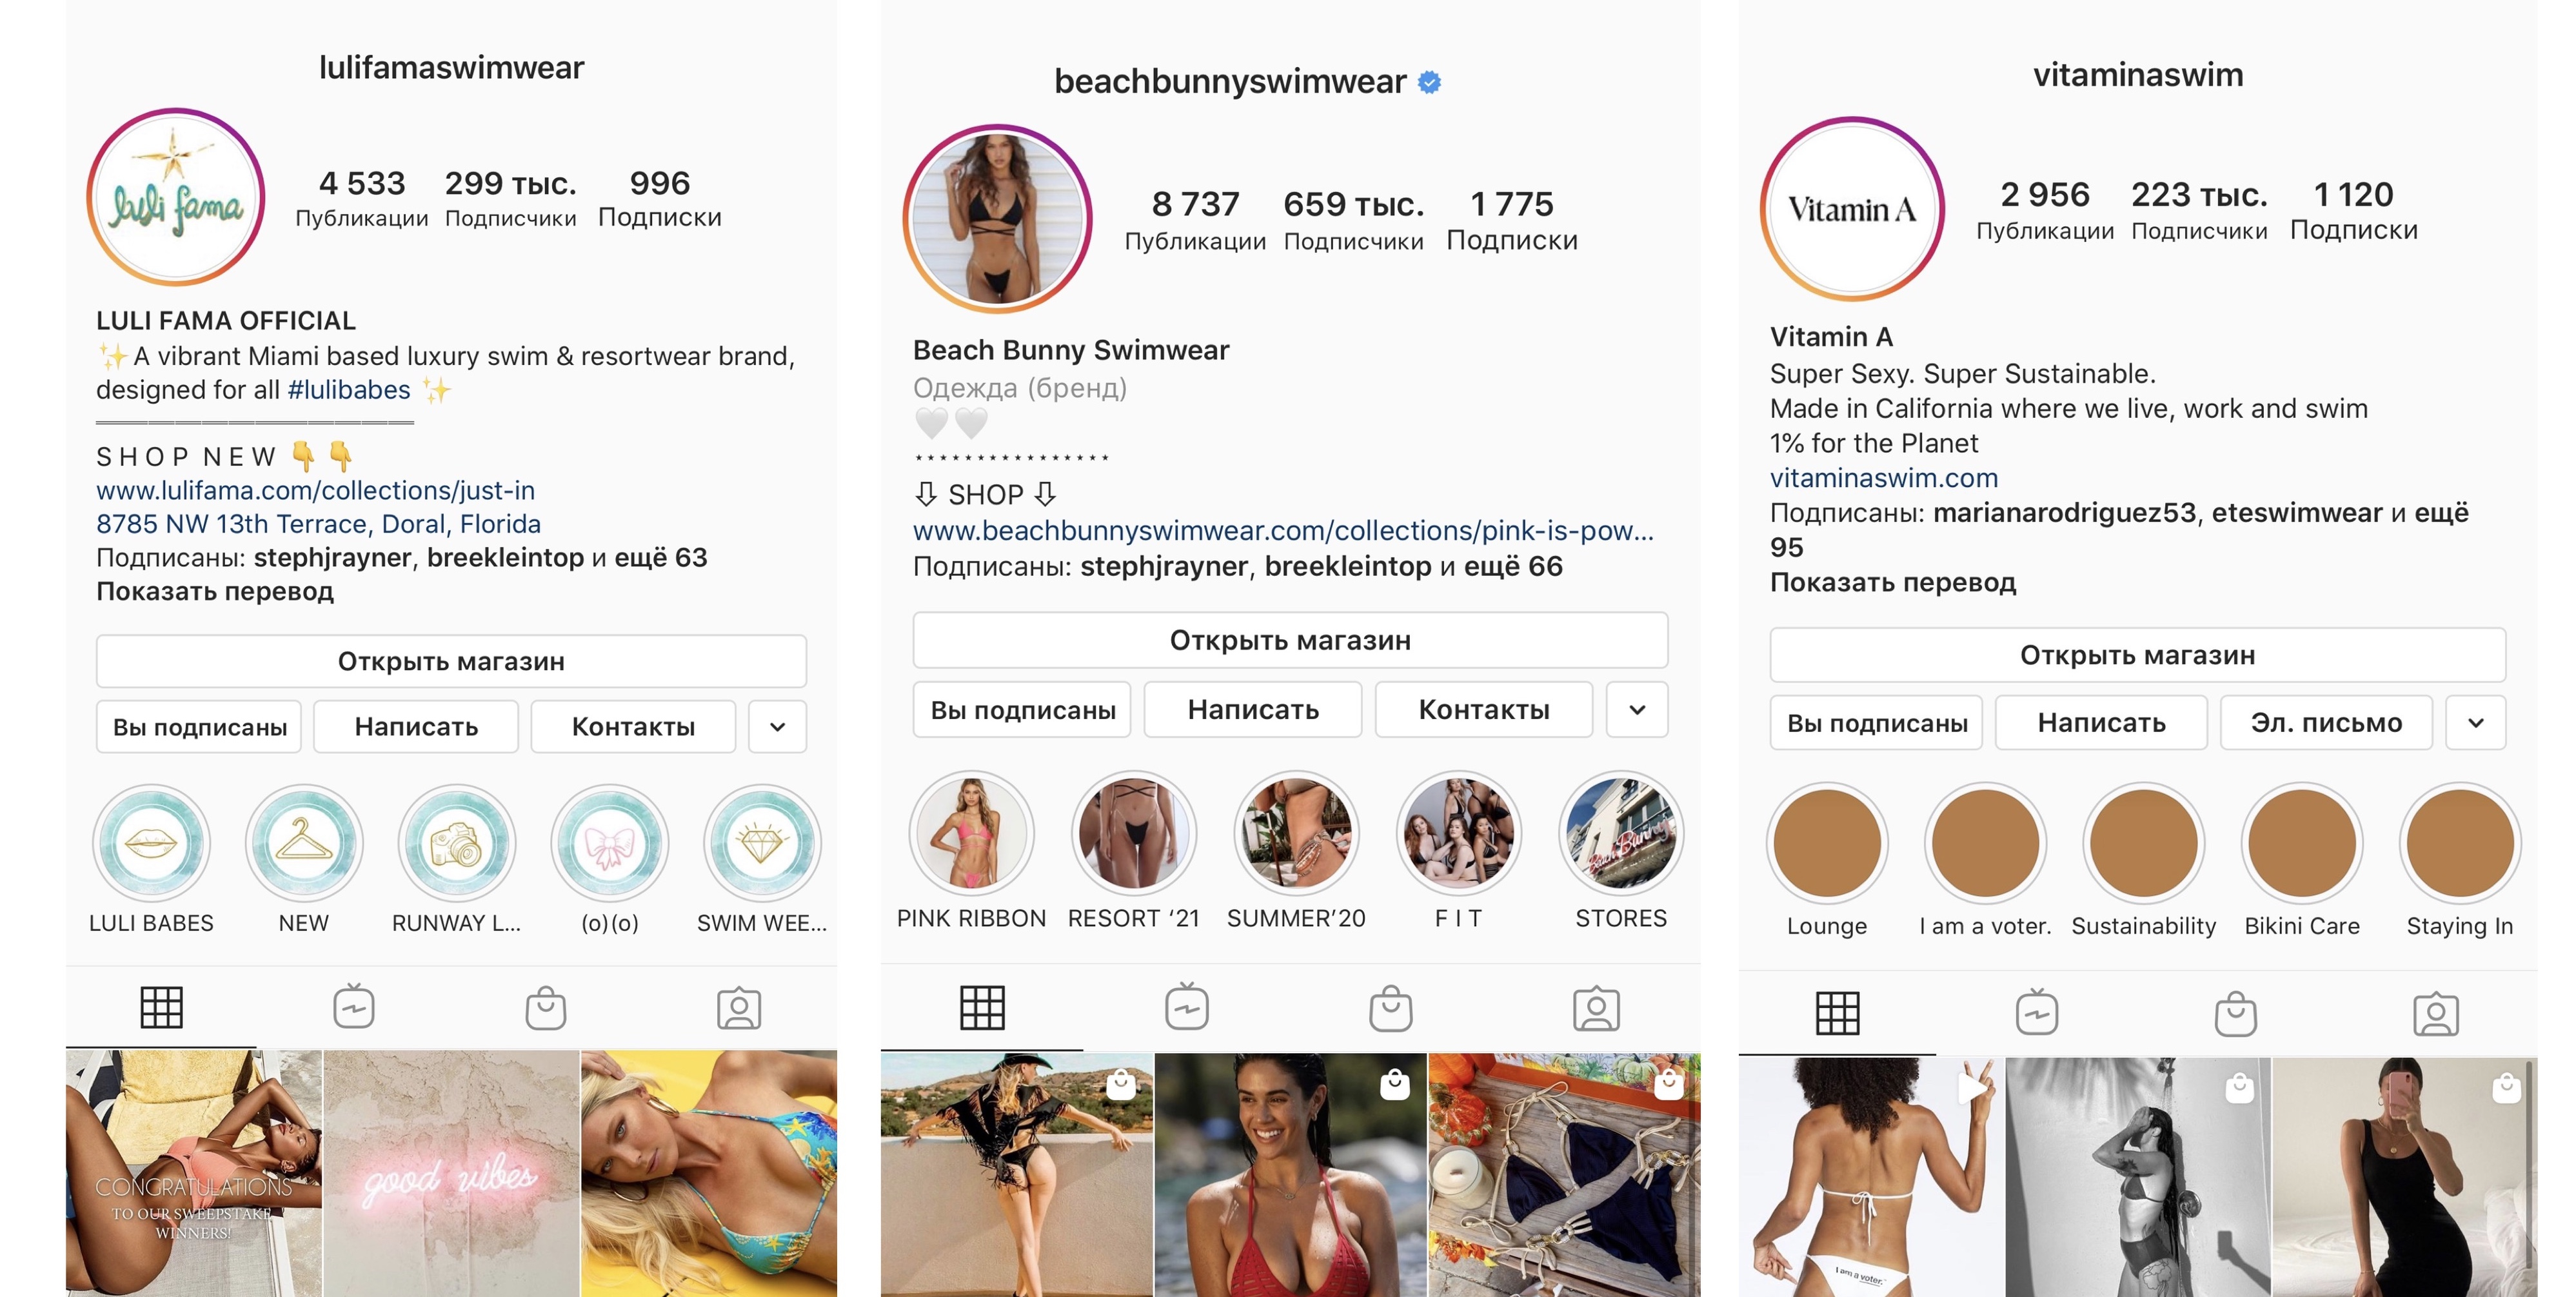 lulifamaswimwear
luli fama
4 533 299 тыс. 996
Публикации Подписчики Подписки
LULI FAMA OFFICIAL
✨A vibrant Miami based luxury swim & resortwear brand,
designed for all #lulibabes ✨
S H O P N E W 👇👇
www.lulifama.com/collections/just-in
8785 NW 13th Terrace, Doral, Florida
Подписаны: stephjrayner, breekleintop и ещё 63
Показать перевод
Открыть магазин
Вы подписаны Написать Контакты
LULI BABES NEW RUNWAY L... (o)(o) SWIM WEE...
CONGRATULATIONS
TO OUR SWEEPSTAKE
WINNERS!
good vibes
beachbunnyswimwear
8 737 659 тыс. 1 775
Публикации Подписчики Подписки
Beach Bunny Swimwear
Одежда (бренд)
🤍🤍
⇩ SHOP ⇩
www.beachbunnyswimwear.com/collections/pink-is-pow...
Подписаны: stephjrayner, breekleintop и ещё 66
Открыть магазин
Вы подписаны Написать Контакты
Beach Bunny
PINK RIBBON RESORT ‘21 SUMMER’20 F I T STORES
vitaminaswim
Vitamin A
2 956 223 тыс. 1 120
Публикации Подписчики Подписки
Vitamin A
Super Sexy. Super Sustainable.
Made in California where we live, work and swim
1% for the Planet
vitaminaswim.com
Подписаны: marianarodriguez53, eteswimwear и ещё
95
Показать перевод
Открыть магазин
Вы подписаны Написать Эл. письмо
Lounge I am a voter. Sustainability Bikini Care Staying In
I am a voter.